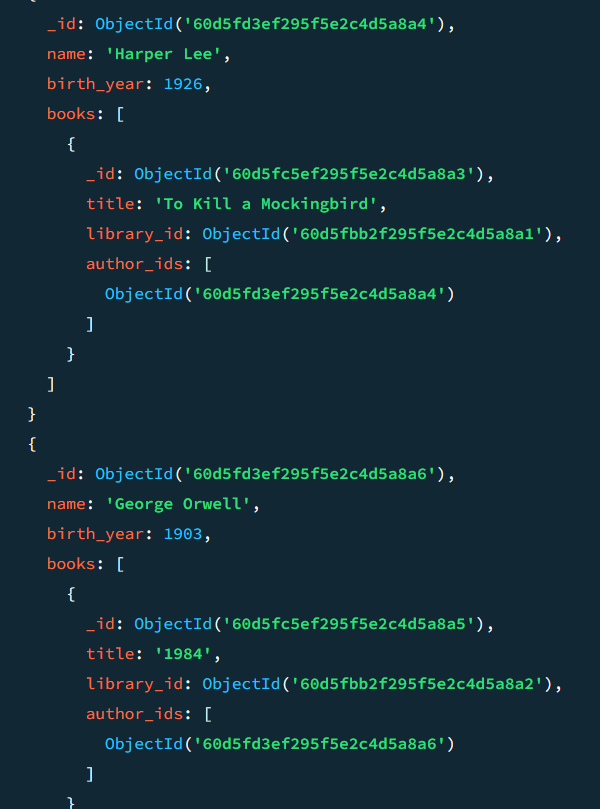 {
_id: ObjectId('60d5fd3ef295f5e2c4d5a8a4'),
name: 'Harper Lee',
birth_year: 1926,
books: [
{
_id: ObjectId('60d5fc5ef295f5e2c4d5a8a3'),
title: 'To Kill a Mockingbird',
library_id: ObjectId('60d5fbb2f295f5e2c4d5a8a1'),
author_ids: [
ObjectId('60d5fd3ef295f5e2c4d5a8a4')
]
}
]
}
{
_id: ObjectId('60d5fd3ef295f5e2c4d5a8a6'),
name: 'George Orwell',
birth_year: 1903,
books: [
{
_id: ObjectId('60d5fc5ef295f5e2c4d5a8a5'),
title: '1984',
library_id: ObjectId('60d5fbb2f295f5e2c4d5a8a2'),
author_ids: [
ObjectId('60d5fd3ef295f5e2c4d5a8a6')
]
}